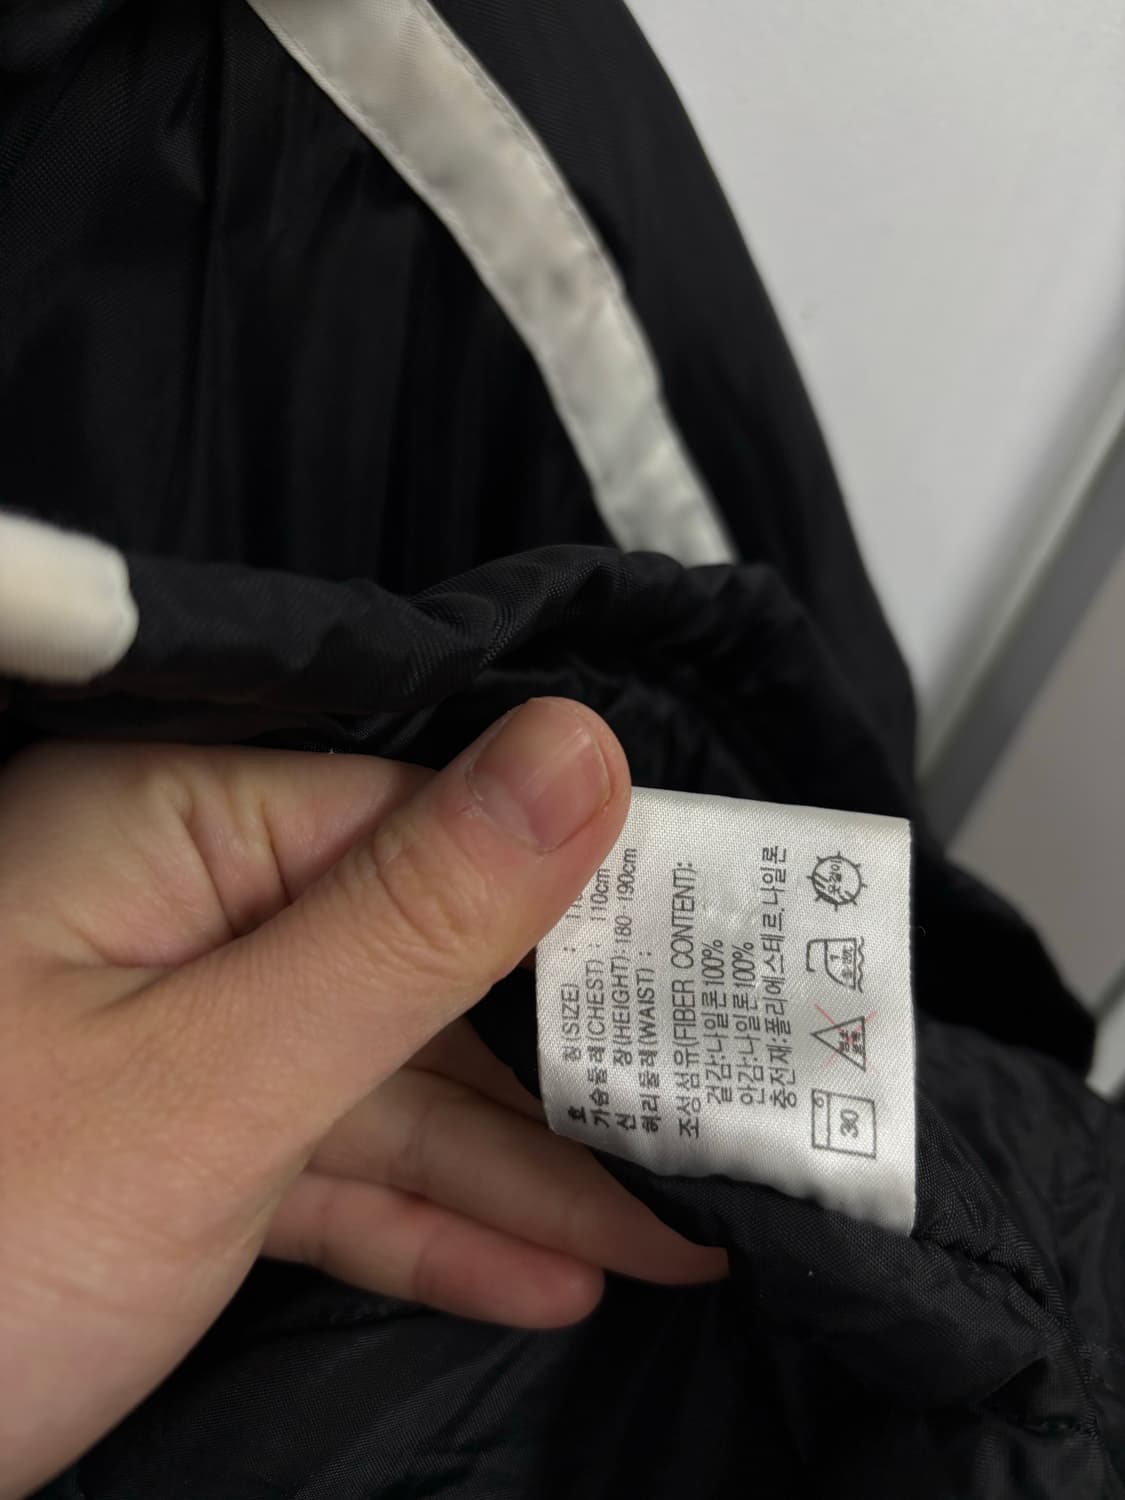 호 칭(SIZE) : 11
가슴둘레(CHEST) : 110cm
신 장(HEIGHT):180-190cm
허리둘레(WAIST) :
조성섬유(FIBER CONTENT):
겉감:나일론100%
안감:나일론100%
충전재:폴리에스테르,나일론
30